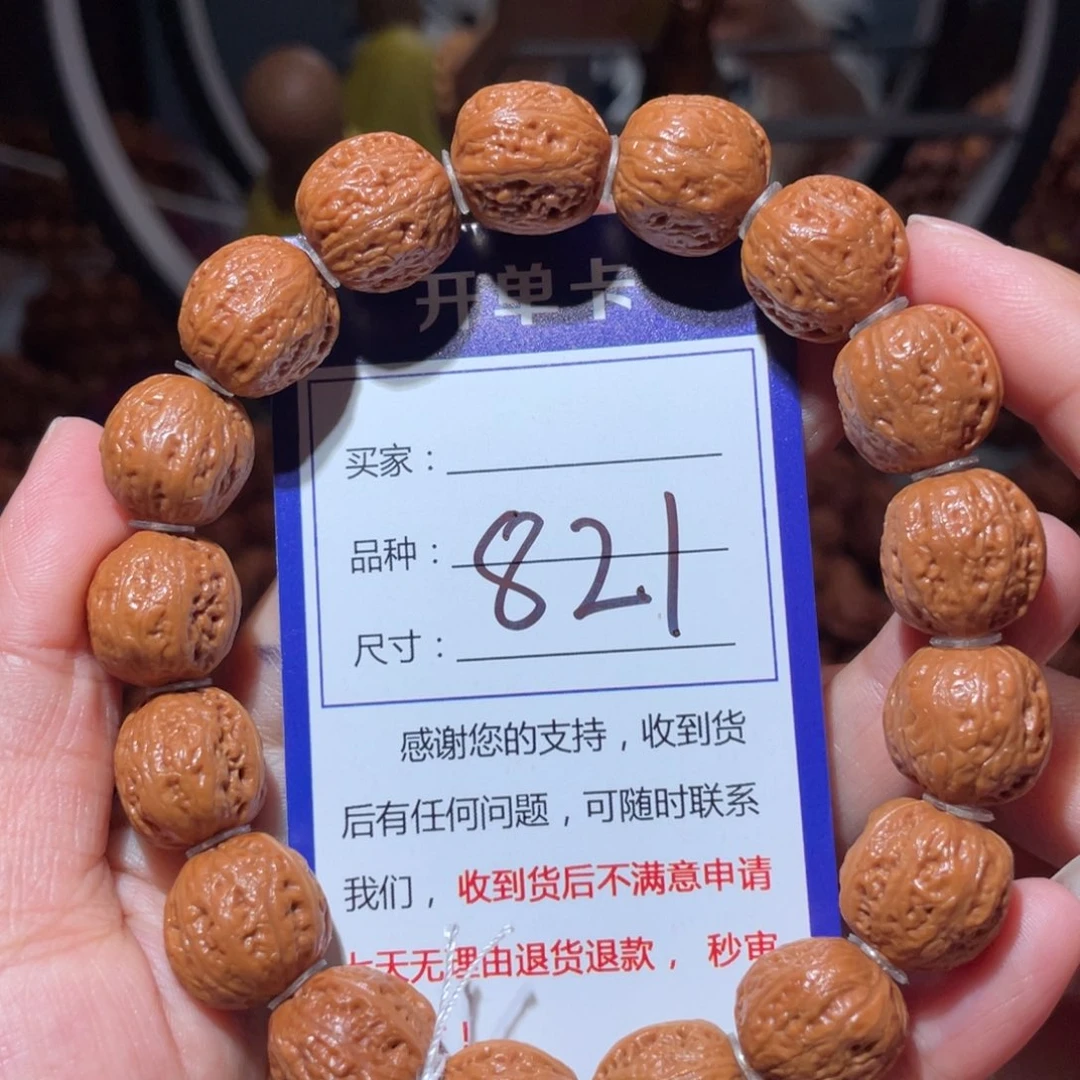 开单卡
买家：
品种：
821
尺寸：
感谢您的支持，收到货
后有任何问题，可随时联系
我们，收到货后不满意申请
七天无理由退货退款，秒审
！